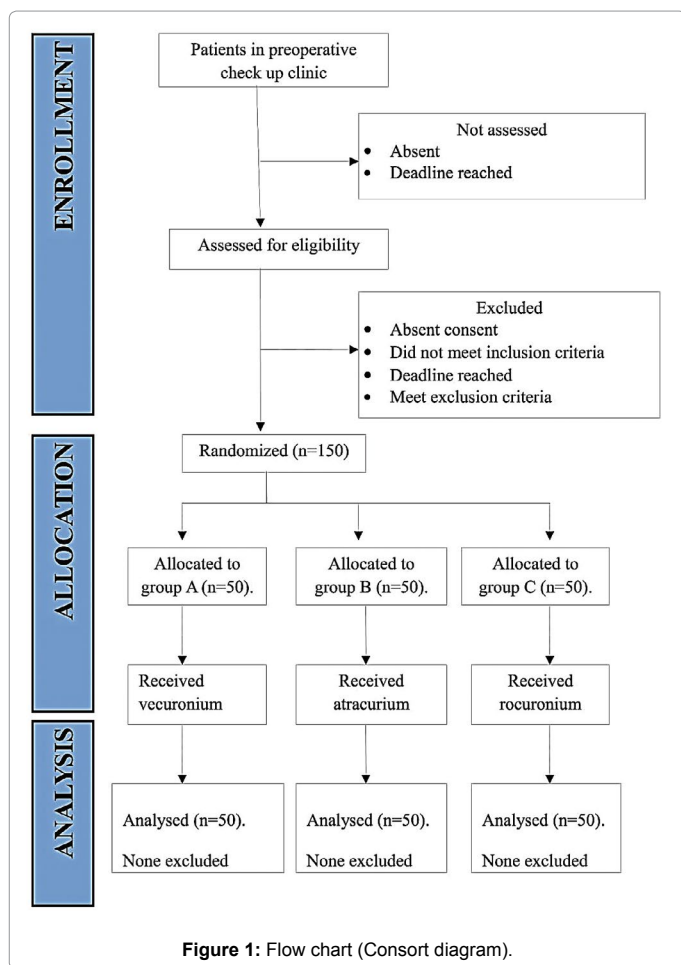 ENROLLMENT
Patients in preoperative
check up clinic
Not assessed
• Absent
• Deadline reached
Assessed for eligibility
Excluded
• Absent consent
• Did not meet inclusion criteria
• Deadline reached
• Meet exclusion criteria
Randomized (n=150)
ALLOCATION
Allocated to
group A (n=50).
Allocated to
group B (n=50).
Allocated to
group C (n=50).
Received
vecuronium
Received
atracurium
Received
rocuronium
ANALYSIS
Analysed (n=50).
None excluded
Analysed (n=50).
None excluded
Analysed (n=50).
None excluded
Figure 1: Flow chart (Consort diagram).